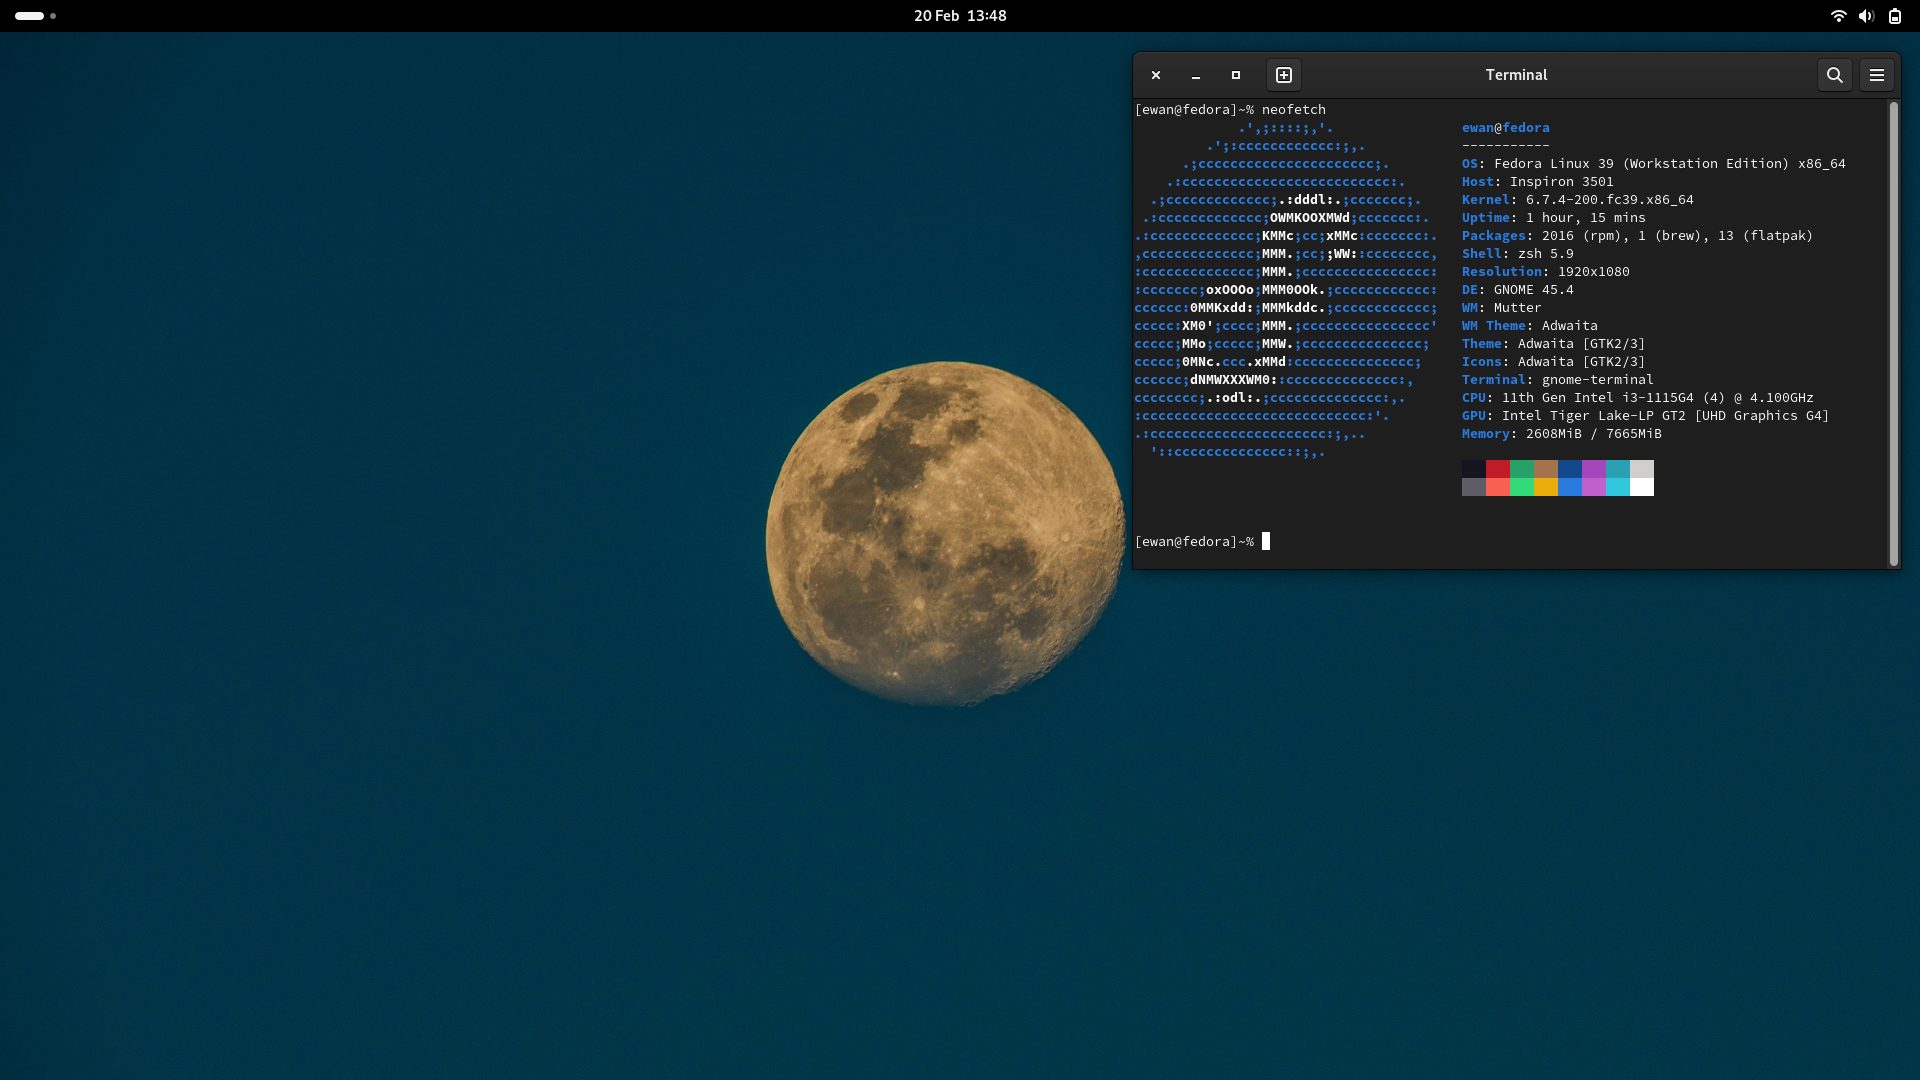 20 Feb 13:48
Terminal
[ewan@fedora]~% neofetch
             .',;::::;,'.
         .';:cccccccccccc:;,.
      .;cccccccccccccccccccccc;.
    .:cccccccccccccccccccccccccc:.
  .;ccccccccccccc;.:dddl:.;ccccccc;.
 .:ccccccccccccc;OWMKOOXMWd;ccccccc:.
.:ccccccccccccc;KMMc;cc;xMMc:ccccccc:.
,cccccccccccccc;MMM.;cc;;WW::cccccccc,
:cccccccccccccc;MMM.;cccccccccccccccc:
:ccccccc;oxOOOo;MMM0OOk.;cccccccccccc:
cccccc:0MMKxdd:;MMMkddc.;cccccccccccc;
ccccc:XM0';cccc;MMM.;cccccccccccccccc'
ccccc;MMo;ccccc;MMW.;ccccccccccccccc;
ccccc;0MNc.ccc.xMMd:ccccccccccccccc;
cccccc;dNMWXXXWM0::cccccccccccccc:,
cccccccc;.:odl:.;cccccccccccccc:,.
:cccccccccccccccccccccccccccc:'.
.:cccccccccccccccccccccc:;,..
  '::cccccccccccccc::;,.
ewan@fedora
-----------
OS: Fedora Linux 39 (Workstation Edition) x86_64
Host: Inspiron 3501
Kernel: 6.7.4-200.fc39.x86_64
Uptime: 1 hour, 15 mins
Packages: 2016 (rpm), 1 (brew), 13 (flatpak)
Shell: zsh 5.9
Resolution: 1920x1080
DE: GNOME 45.4
WM: Mutter
WM Theme: Adwaita
Theme: Adwaita [GTK2/3]
Icons: Adwaita [GTK2/3]
Terminal: gnome-terminal
CPU: 11th Gen Intel i3-1115G4 (4) @ 4.100GHz
GPU: Intel Tiger Lake-LP GT2 [UHD Graphics G4]
Memory: 2608MiB / 7665MiB
[ewan@fedora]~%